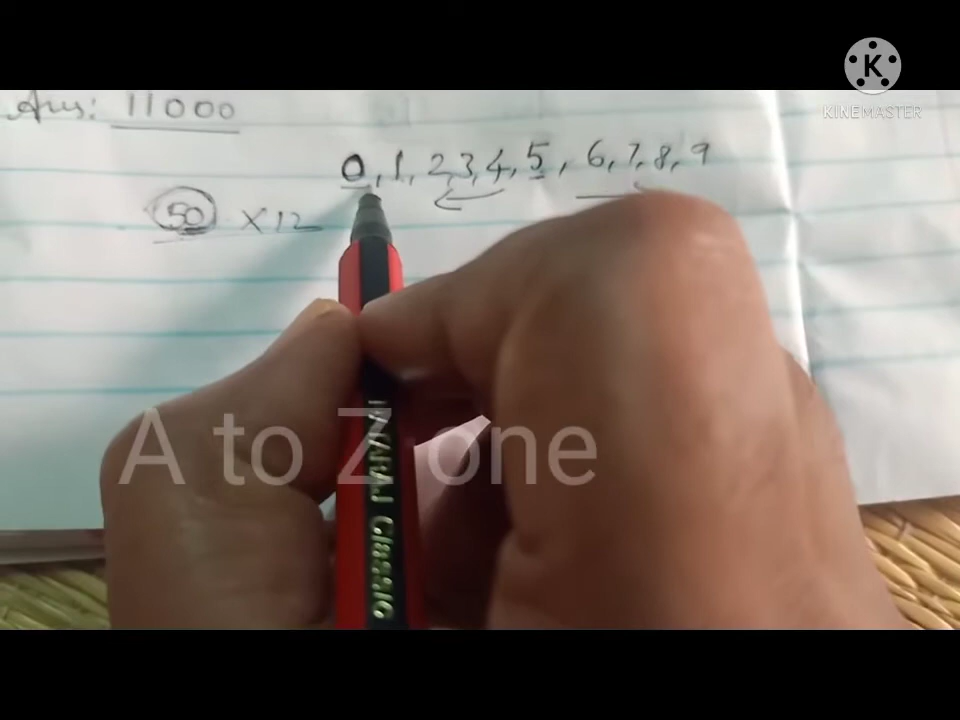 KINEMASTER
Ans: 11000
0, 1, 2, 3, 4, 5, 6, 7, 8, 9
50 × 12
A to Z one
Classic